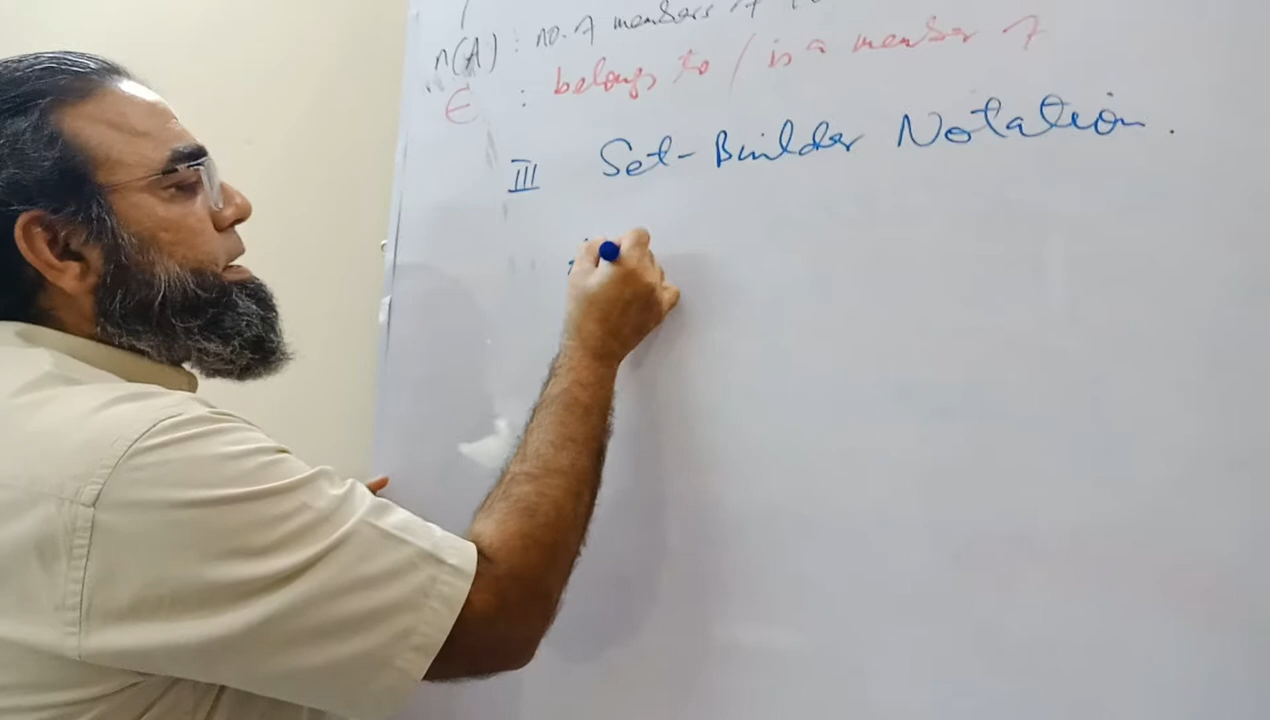 n(A) : no. of members of
∈ : belongs to / is a member of
III Set-Builder Notation.